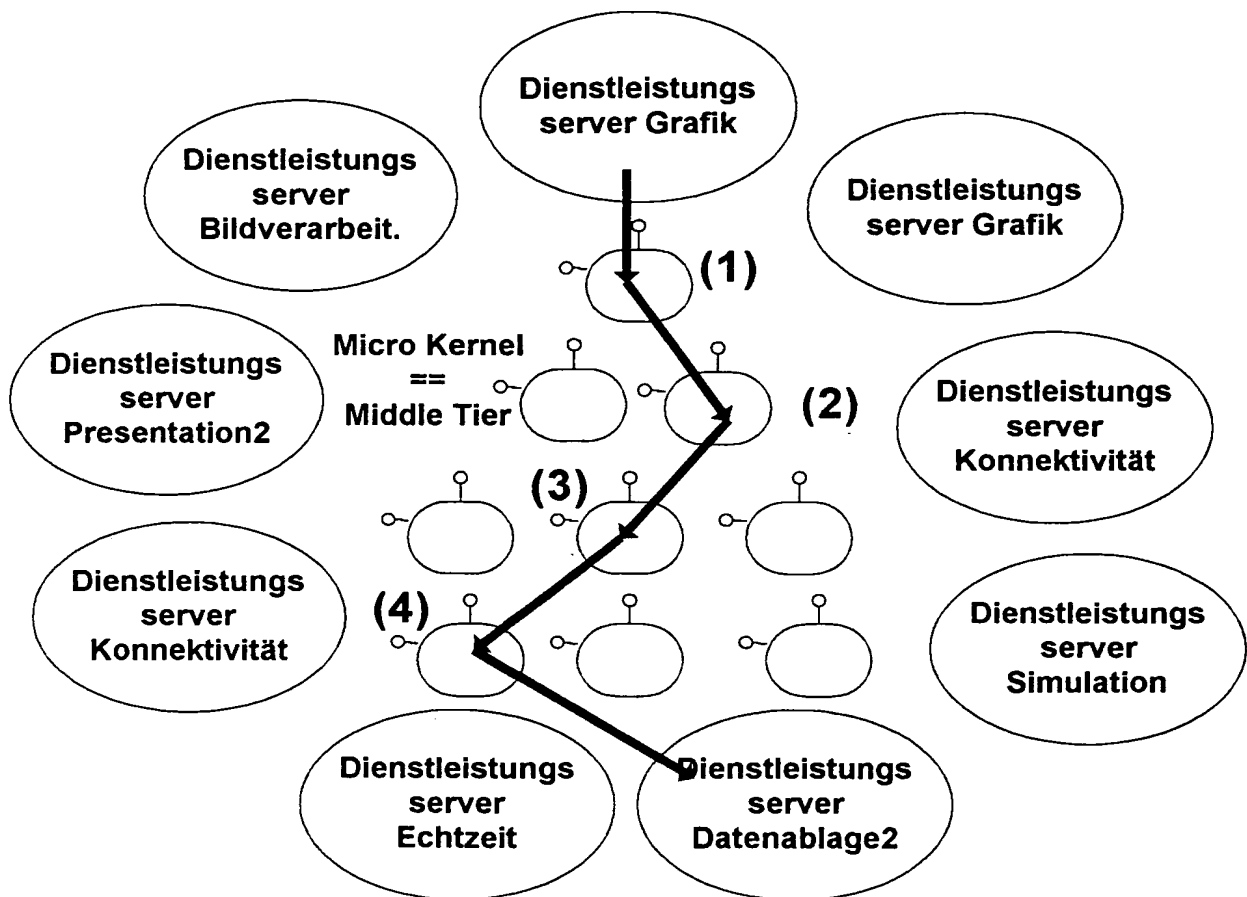 Dienstleistungs
server Grafik
Dienstleistungs
server
Bildverarbeit.
Dienstleistungs
server Grafik
(1)
Dienstleistungs
server
Presentation2
Micro Kernel
==
Middle Tier
(2)
Dienstleistungs
server
Konnektivität
(3)
Dienstleistungs
server
Konnektivität
(4)
Dienstleistungs
server
Simulation
Dienstleistungs
server
Echtzeit
Dienstleistungs
server
Datenablage2